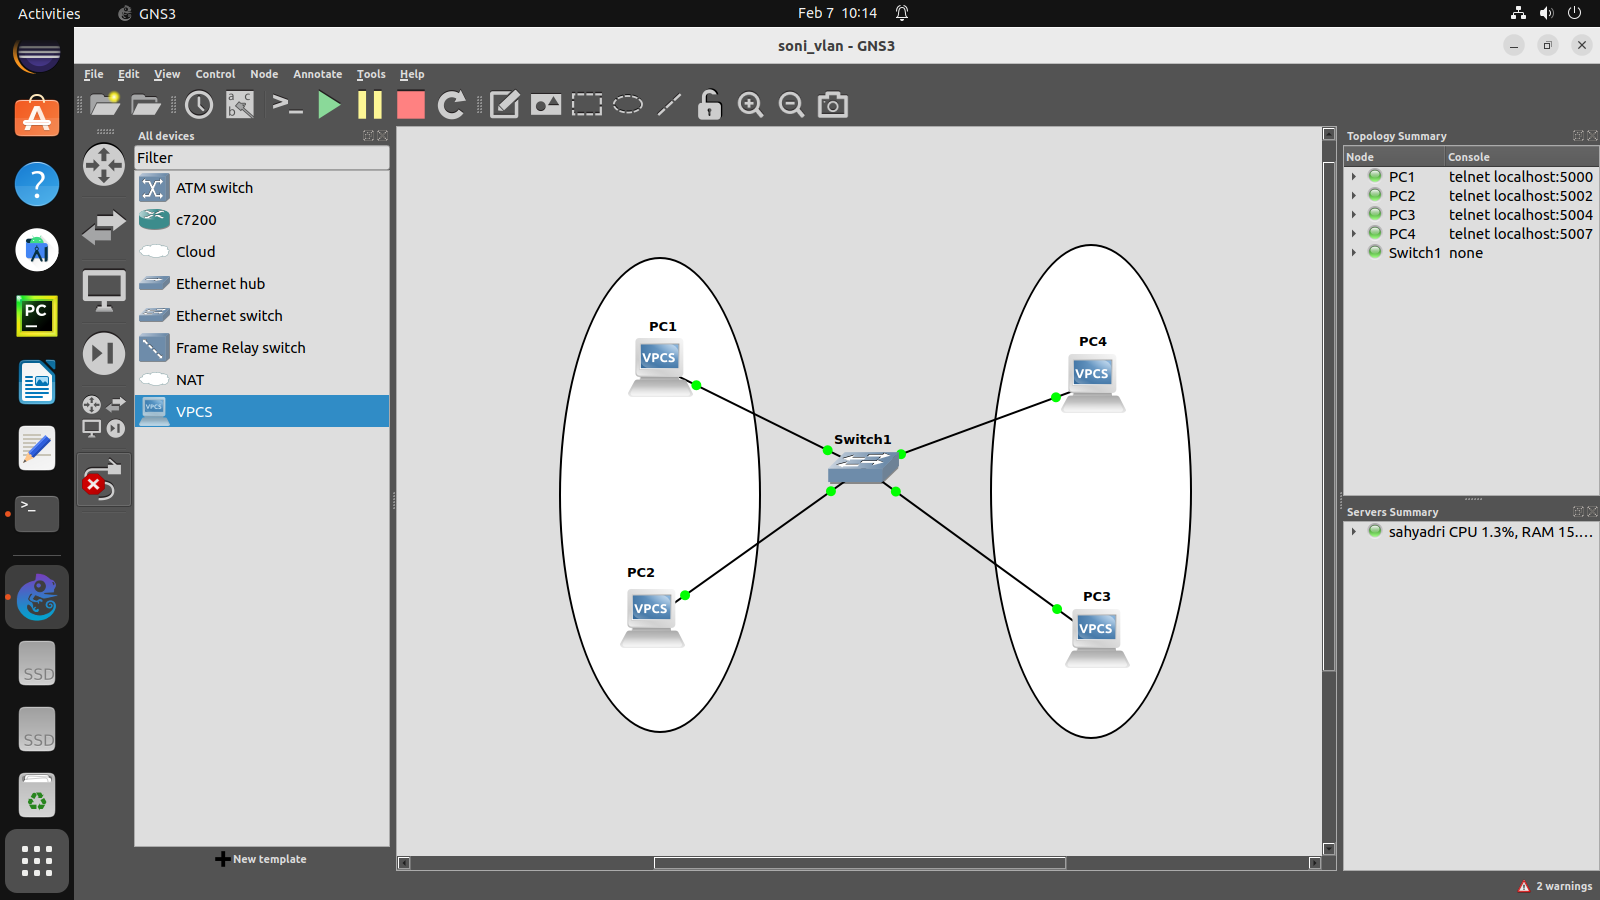 Activities GNS3 Feb 7 10:14
soni_vlan - GNS3
File Edit View Control Node Annotate Tools Help
a c
b
>_
All devices
Filter
ATM switch
c7200
Cloud
Ethernet hub
Ethernet switch
Frame Relay switch
NAT
VPCS
VPCS
New template
PC
>_
SSD
SSD
PC1
VPCS
PC4
VPCS
Switch1
PC2
VPCS
PC3
VPCS
Topology Summary
Node Console
PC1 telnet localhost:5000
PC2 telnet localhost:5002
PC3 telnet localhost:5004
PC4 telnet localhost:5007
Switch1 none
Servers Summary
sahyadri CPU 1.3%, RAM 15....
2 warnings